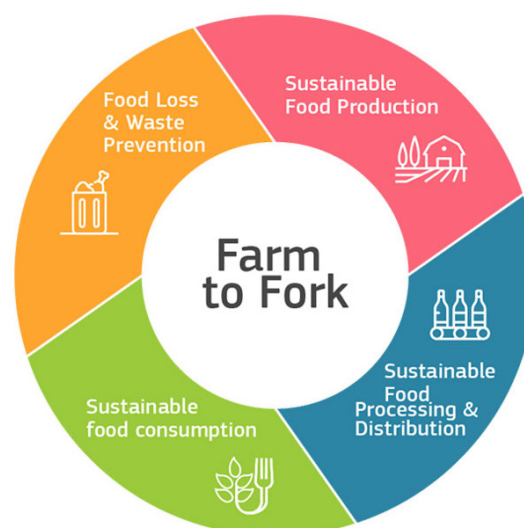 Food Loss
& Waste
Prevention
Sustainable
Food Production
Farm
to Fork
Sustainable
Food
Processing &
Distribution
Sustainable
food consumption